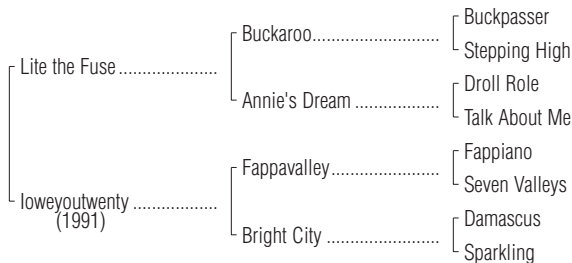 Buckpasser
Buckaroo........................................
Stepping High
Lite the Fuse .....................
Droll Role
Annie's Dream ...........................
Talk About Me
Fappiano
Fappavalley...................................
Seven Valleys
Ioweyoutwenty ..................
(1991)
Damascus
Bright City ....................................
Sparkling